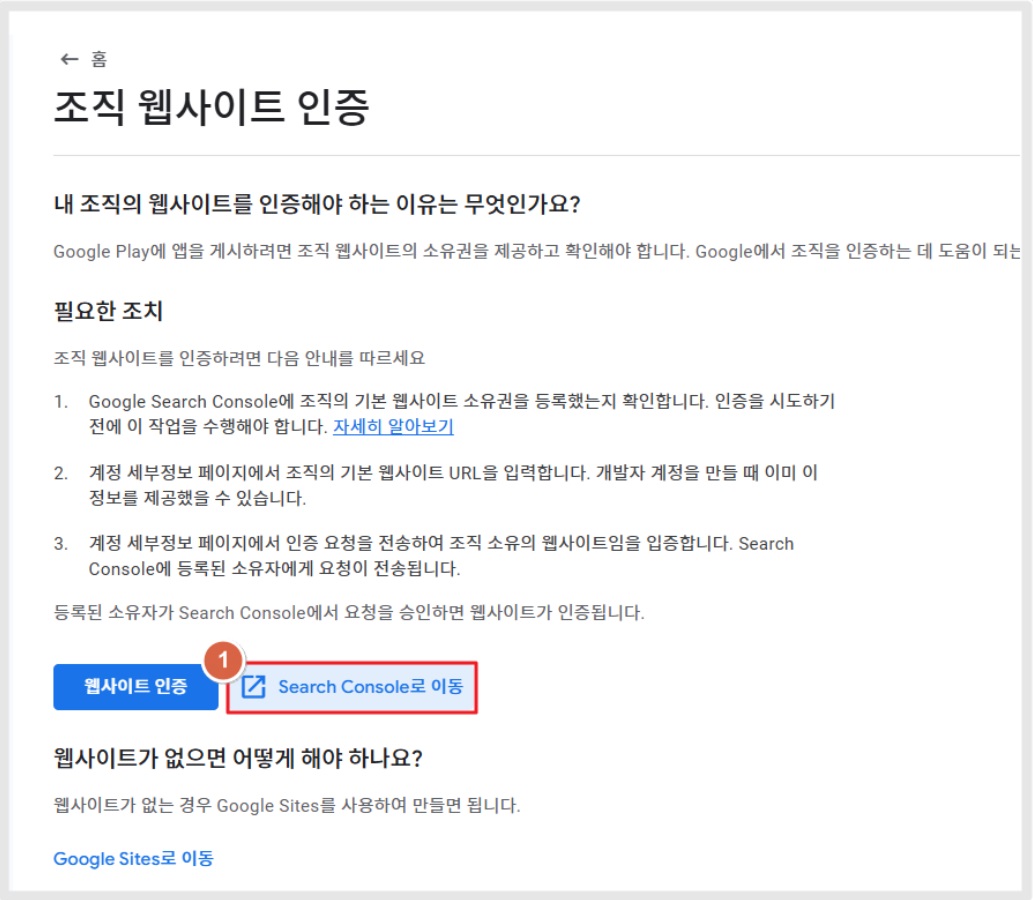 ← 홈
조직 웹사이트 인증
내 조직의 웹사이트를 인증해야 하는 이유는 무엇인가요?
Google Play에 앱을 게시하려면 조직 웹사이트의 소유권을 제공하고 확인해야 합니다. Google에서 조직을 인증하는 데 도움이 되는
필요한 조치
조직 웹사이트를 인증하려면 다음 안내를 따르세요
1. Google Search Console에 조직의 기본 웹사이트 소유권을 등록했는지 확인합니다. 인증을 시도하기
전에 이 작업을 수행해야 합니다. 자세히 알아보기
2. 계정 세부정보 페이지에서 조직의 기본 웹사이트 URL을 입력합니다. 개발자 계정을 만들 때 이미 이
정보를 제공했을 수 있습니다.
3. 계정 세부정보 페이지에서 인증 요청을 전송하여 조직 소유의 웹사이트임을 입증합니다. Search
Console에 등록된 소유자에게 요청이 전송됩니다.
등록된 소유자가 Search Console에서 요청을 승인하면 웹사이트가 인증됩니다.
1
웹사이트 인증 Search Console로 이동
웹사이트가 없으면 어떻게 해야 하나요?
웹사이트가 없는 경우 Google Sites를 사용하여 만들면 됩니다.
Google Sites로 이동